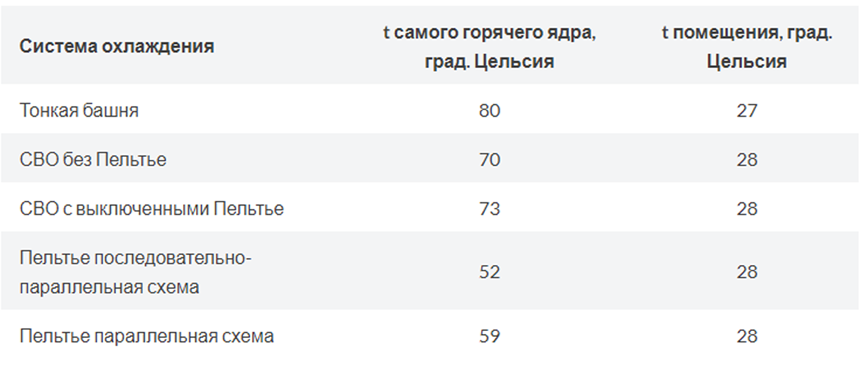 Система охлаждения t самого горячего ядра, t помещения, град.
град. Цельсия Цельсия
Тонкая башня 80 27
СВО без Пельтье 70 28
СВО с выключенными Пельтье 73 28
Пельтье последовательно-
параллельная схема 52 28
Пельтье параллельная схема 59 28